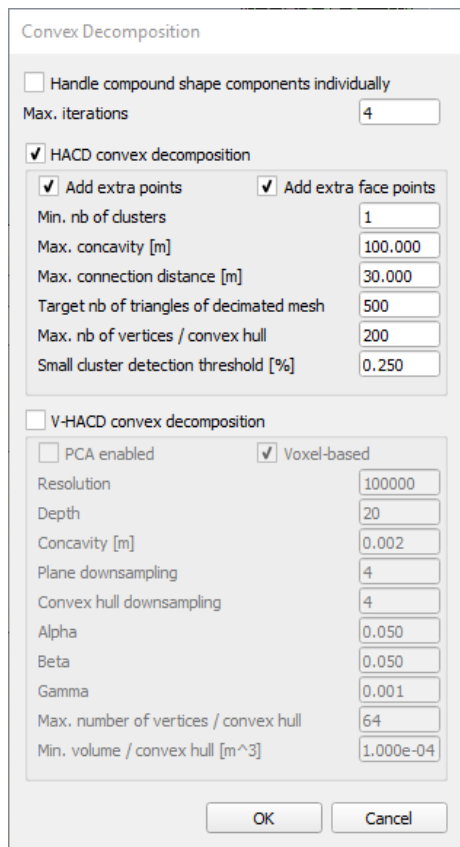 Convex Decomposition
Handle compound shape components individually
Max. iterations 4
HACD convex decomposition
Add extra points Add extra face points
Min. nb of clusters 1
Max. concavity [m] 100.000
Max. connection distance [m] 30.000
Target nb of triangles of decimated mesh 500
Max. nb of vertices / convex hull 200
Small cluster detection threshold [%] 0.250
V-HACD convex decomposition
PCA enabled Voxel-based
Resolution 100000
Depth 20
Concavity [m] 0.002
Plane downsampling 4
Convex hull downsampling 4
Alpha 0.050
Beta 0.050
Gamma 0.001
Max. number of vertices / convex hull 64
Min. volume / convex hull [m^3] 1.000e-04
OK Cancel